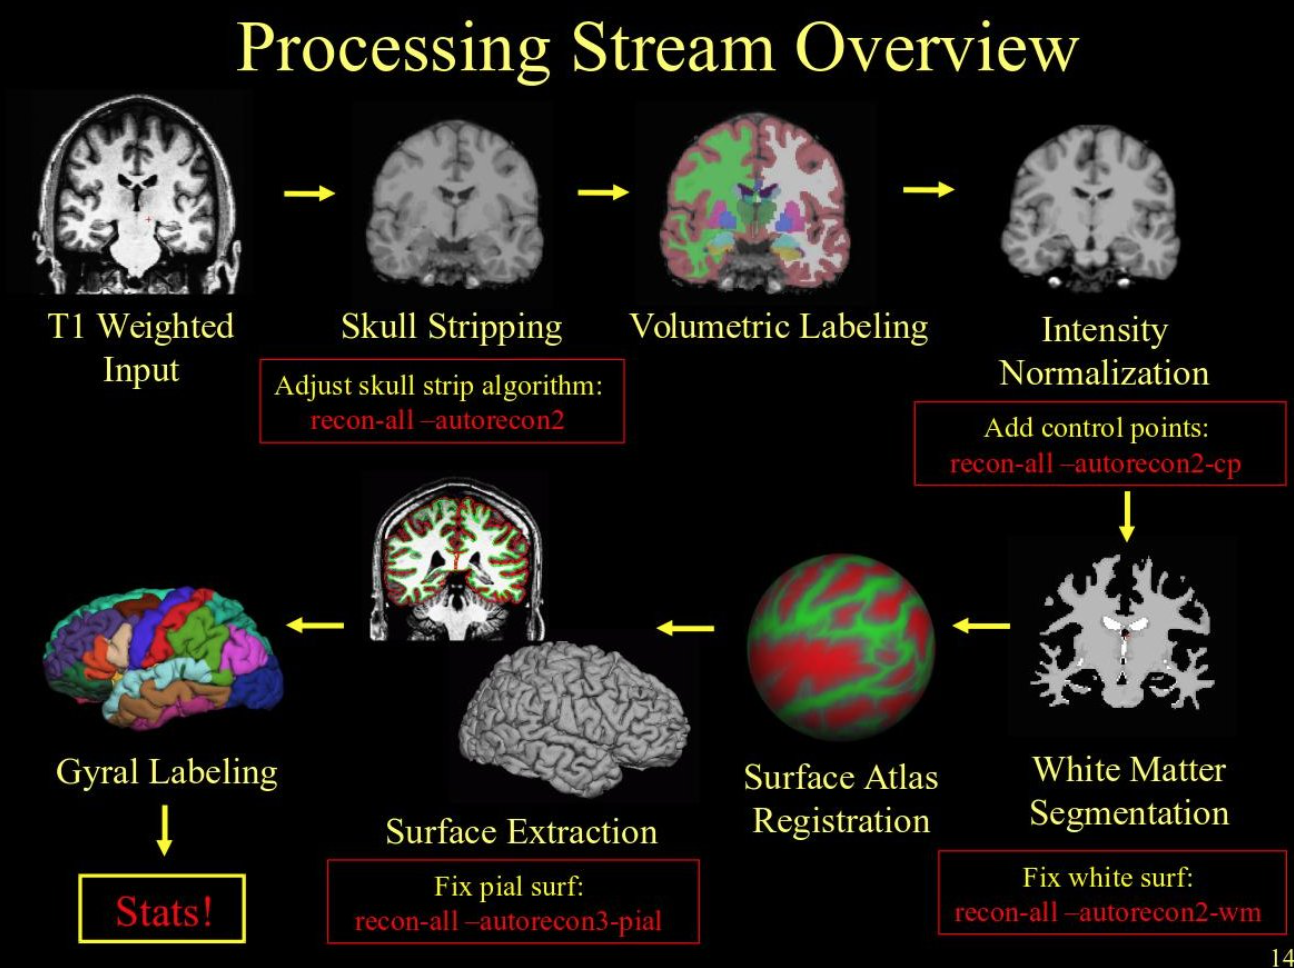 Processing Stream Overview
T1 Weighted
Input
Skull Stripping
Adjust skull strip algorithm:
recon-all –autorecon2
Volumetric Labeling
Intensity
Normalization
Add control points:
recon-all –autorecon2-cp
White Matter
Segmentation
Fix white surf:
recon-all –autorecon2-wm
Surface Atlas
Registration
Surface Extraction
Fix pial surf:
recon-all –autorecon3-pial
Gyral Labeling
Stats!
14